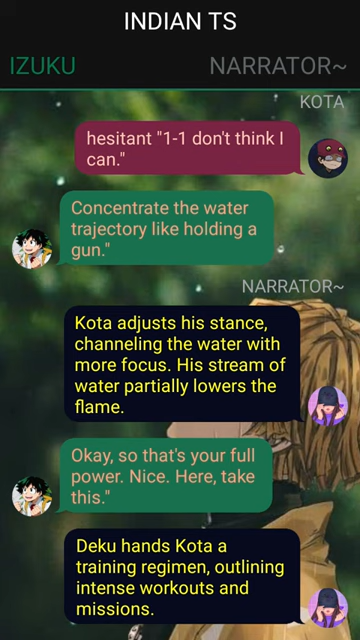 INDIAN TS
IZUKU NARRATOR~
KOTA
hesitant "1-1 don't think I
can."
Concentrate the water
trajectory like holding a
gun."
NARRATOR~
Kota adjusts his stance,
channeling the water with
more focus. His stream of
water partially lowers the
flame.
Okay, so that's your full
power. Nice. Here, take
this."
Deku hands Kota a
training regimen, outlining
intense workouts and
missions.